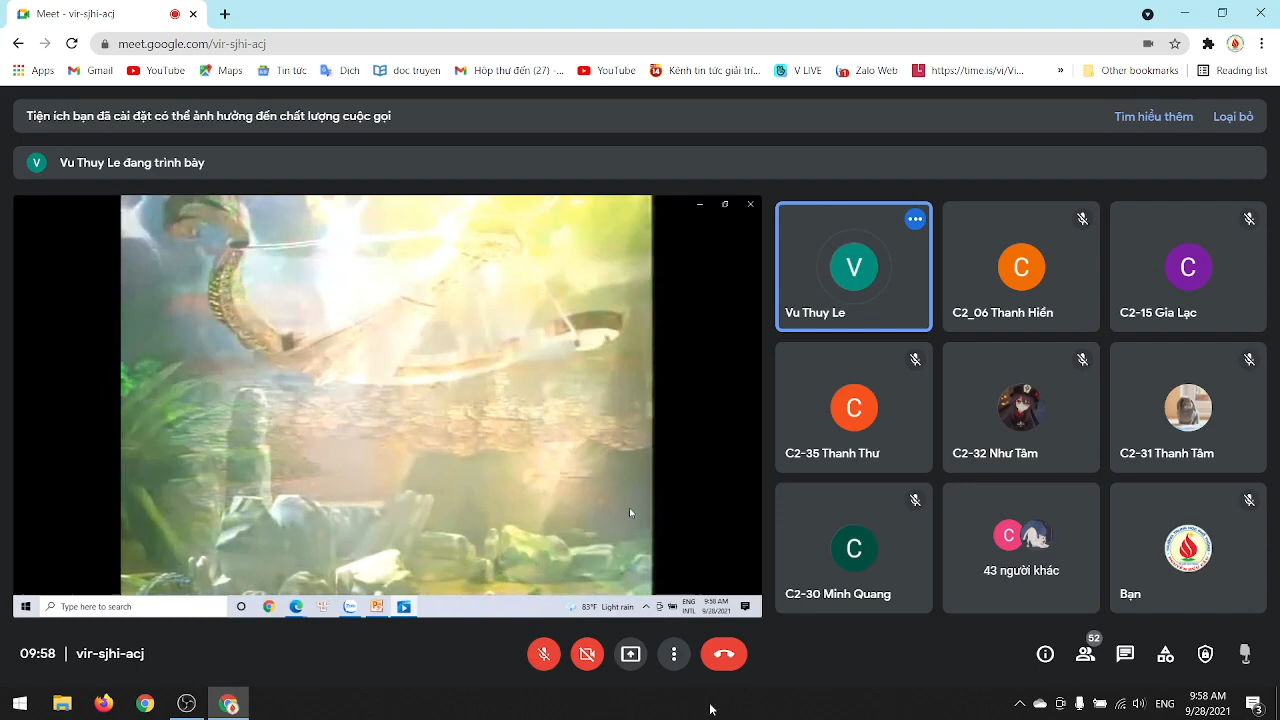 Meet - vir-sjhi-acj
meet.google.com/vir-sjhi-acj
Apps Gmail YouTube Maps Tin tức Dịch doc truyen Hóp thư đến (27) -... YouTube Kênh tin tức giải trí... V LIVE Zalo Web https://time.is/vi/Vi... » Other bookmarks Reading list
Tiện ích bạn đã cài đặt có thể ảnh hưởng đến chất lượng cuộc gọi Tìm hiểu thêm Loại bỏ
V Vu Thuy Le đang trình bày
V
Vu Thuy Le
C
C2_06 Thanh Hiền
C
C2-15 Gia Lạc
C
C2-35 Thanh Thư
C2-32 Như Tâm
C2-31 Thanh Tâm
C
C2-30 Minh Quang
C
43 người khác
Bạn
Type here to search
83°F Light rain
ENG
INTL
9:58 AM
9/28/2021
09:58 | vir-sjhi-acj
52
ENG
9:58 AM
9/28/2021
3